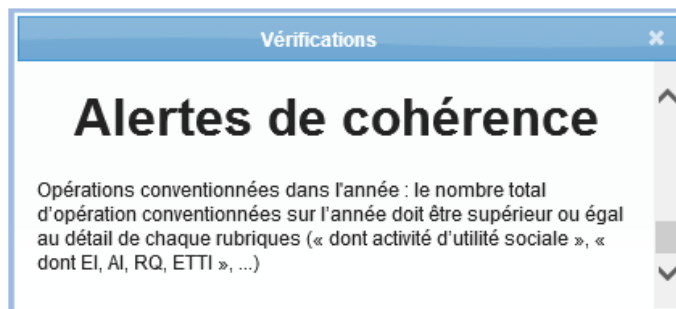 Vérifications
Alertes de cohérence
Opérations conventionnées dans l'année : le nombre total
d'opération conventionnées sur l'année doit être supérieur ou égal
au détail de chaque rubriques (« dont activité d'utilité sociale », «
dont EI, AI, RQ, ETTI », ...)